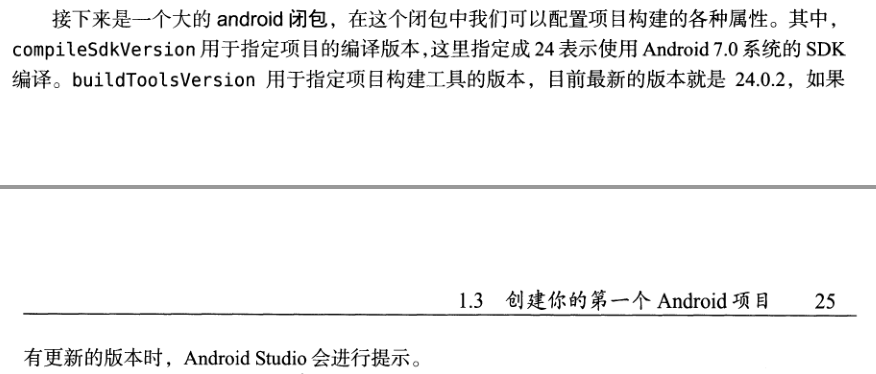 接下来是一个大的 android 闭包，在这个闭包中我们可以配置项目构建的各种属性。其中，
compileSdkVersion 用于指定项目的编译版本，这里指定成 24 表示使用 Android 7.0 系统的 SDK
编译。buildToolsVersion 用于指定项目构建工具的版本，目前最新的版本就是 24.0.2，如果
1.3 创建你的第一个 Android 项目 25
有更新的版本时，Android Studio 会进行提示。